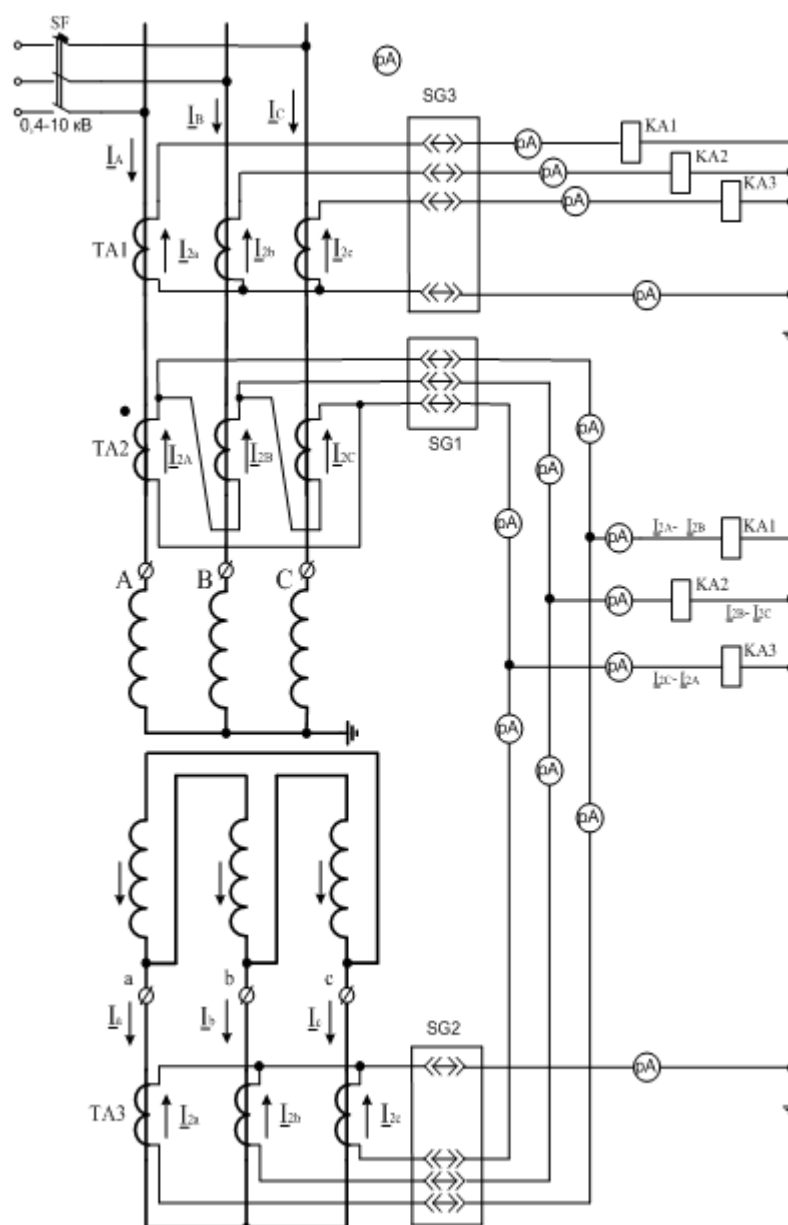 SF
pA
SG3
0,4-10 кВ
I_B
I_C
I_A
pA
KA1
pA
KA2
pA
KA3
TA1
I_2a
I_2b
I_2c
pA
SG1
TA2
I_2A
I_2B
I_2C
pA
pA
pA
pA
I_2A- I_2B
KA1
A
B
C
pA
KA2
I_2B- I_2C
pA
I_2C- I_2A
KA3
pA
pA
pA
a
b
c
I_a
I_b
I_c
SG2
pA
TA3
I_2a
I_2b
I_2c